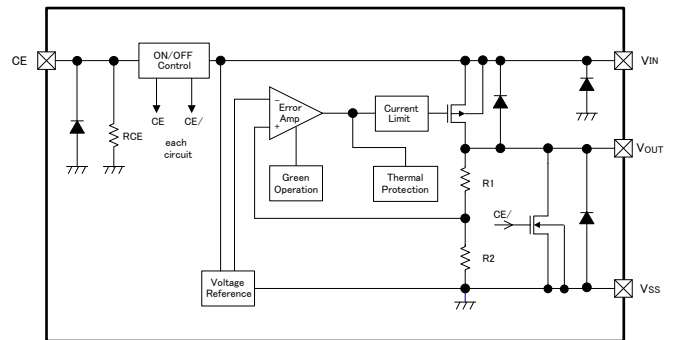 CE
ON/OFF
Control
VIN
CE CE/
each
circuit
RCE
−
Error
Amp
+
Current
Limit
Green
Operation
Thermal
Protection
VOUT
R1
CE/
R2
Voltage
Reference
VSS